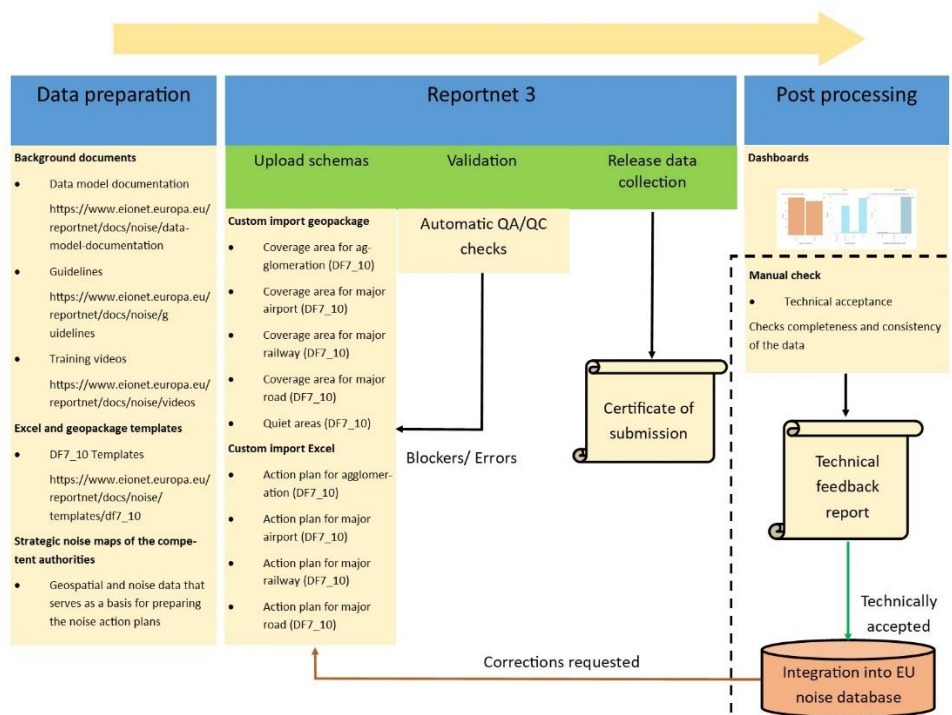 Data preparation
Background documents
Data model documentation
https://www.eionet.europa.eu/
reportnet/docs/noise/data-
model-documentation
Guidelines
https://www.eionet.europa.eu/
reportnet/docs/noise/g
uidelines
Training videos
https://www.eionet.europa.eu/
reportnet/docs/noise/videos
Excel and geopackage templates
DF7_10 Templates
https://www.eionet.europa.eu/
reportnet/docs/noise/
templates/df7_10
Strategic noise maps of the compe-
tent authorities
Geospatial and noise data that
serves as a basis for preparing
the noise action plans
Reportnet 3
Upload schemas
Custom import geopackage
Coverage area for ag-
glomeration (DF7_10)
Coverage area for major
airport (DF7_10)
Coverage area for major
railway (DF7_10)
Coverage area for major
road (DF7_10)
Quiet areas (DF7_10)
Custom import Excel
Action plan for agglomer-
ation (DF7_10)
Action plan for major
airport (DF7_10)
Action plan for major
railway (DF7_10)
Action plan for major
road (DF7_10)
Validation
Automatic QA/QC
checks
Blockers/ Errors
Release data
collection
Certificate of
submission
Post processing
Dashboards
Manual check
Technical acceptance
Checks completeness and consistency
of the data
Technical
feedback
report
Technically
accepted
Integration into EU
noise database
Corrections requested